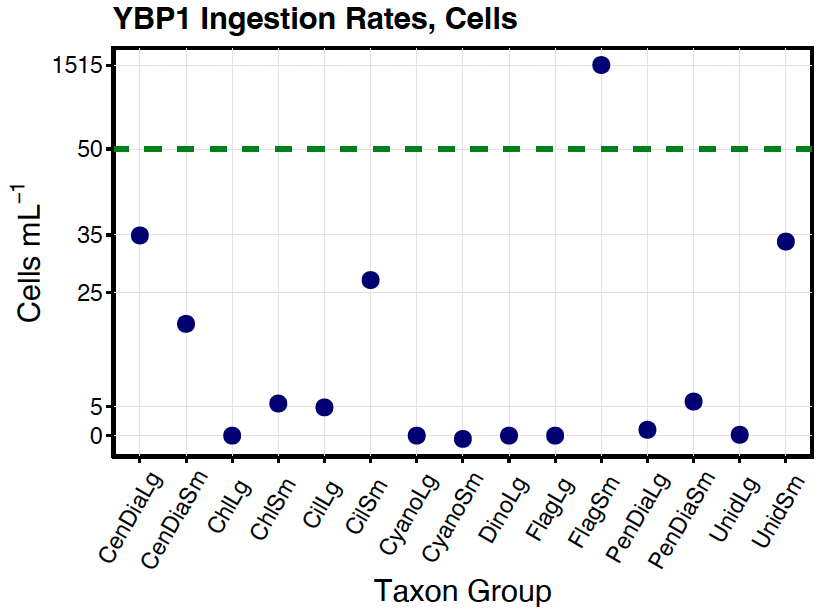 YBP1 Ingestion Rates, Cells
1515
50
35
25
5
0
Cells mL⁻¹
CenDiaLg
CenDiaSm
ChlLg
ChlSm
CilLg
CilSm
CyanoLg
CyanoSm
DinoLg
FlagLg
FlagSm
PenDiaLg
PenDiaSm
UnidLg
UnidSm
Taxon Group